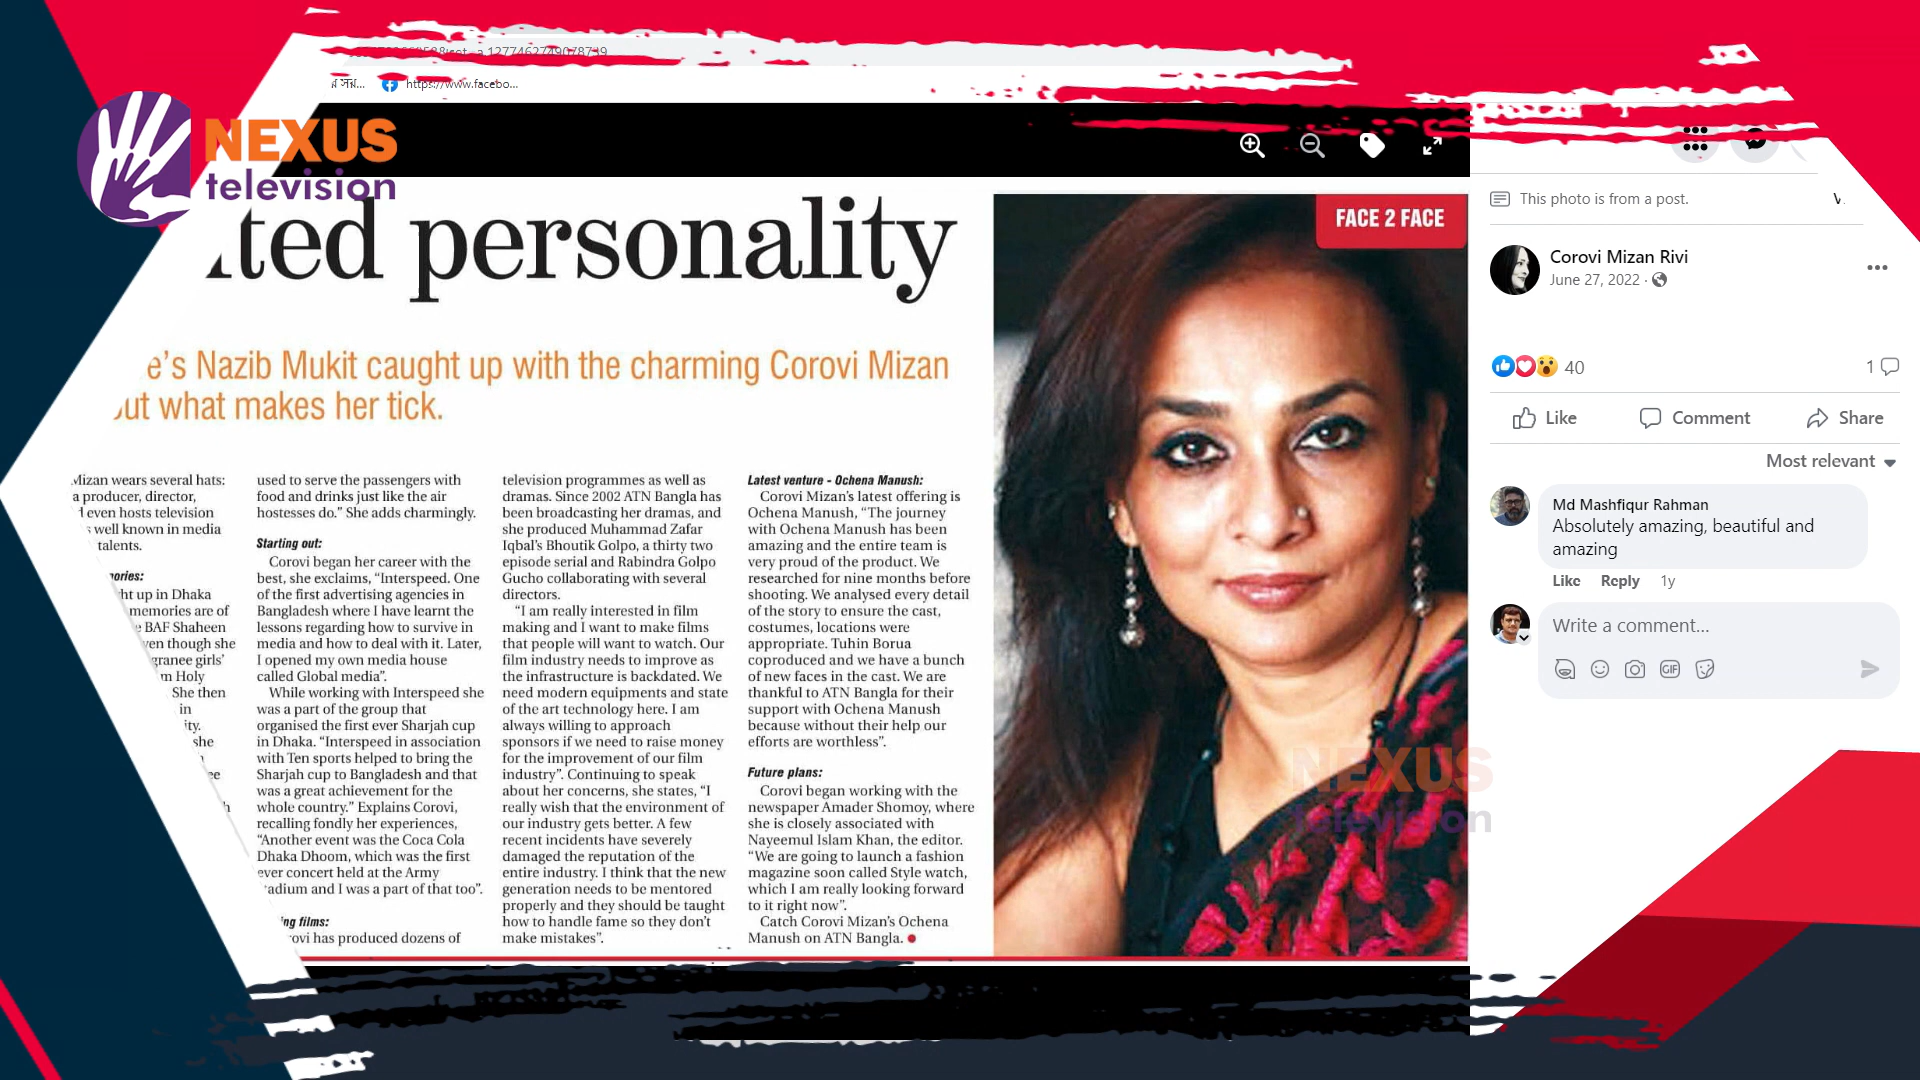 1277462749078739
https://www.facebo...
NEXUS
television
ted personality
FACE 2 FACE
e's Nazib Mukit caught up with the charming Corovi Mizan
out what makes her tick.
Mizan wears several hats:
a producer, director,
even hosts television
well known in media
talents.
ht up in Dhaka
memories are of
BAF Shaheen
ven though she
granee girls'
m Holy
She then
in
ity.
she
used to serve the passengers with
food and drinks just like the air
hostesses do." She adds charmingly.
Starting out:
Corovi began her career with the
best, she exclaims, "Interspeed. One
of the first advertising agencies in
Bangladesh where I have learnt the
lessons regarding how to survive in
media and how to deal with it. Later,
I opened my own media house
called Global media".
While working with Interspeed she
was a part of the group that
organised the first ever Sharjah cup
in Dhaka. "Interspeed in association
with Ten sports helped to bring the
Sharjah cup to Bangladesh and that
was a great achievement for the
whole country." Explains Corovi,
recalling fondly her experiences,
"Another event was the Coca Cola
Dhaka Dhoom, which was the first
ever concert held at the Army
tadium and I was a part of that too".
ing films:
rovi has produced dozens of
television programmes as well as
dramas. Since 2002 ATN Bangla has
been broadcasting her dramas, and
she produced Muhammad Zafar
Iqbal's Bhoutik Golpo, a thirty two
episode serial and Rabindra Golpo
Gucho collaborating with several
directors.
"I am really interested in film
making and I want to make films
that people will want to watch. Our
film industry needs to improve as
the infrastructure is backdated. We
need modern equipments and state
of the art technology here. I am
always willing to approach
sponsors if we need to raise money
for the improvement of our film
industry". Continuing to speak
about her concerns, she states, "I
really wish that the environment of
our industry gets better. A few
recent incidents have severely
damaged the reputation of the
entire industry. I think that the new
generation needs to be mentored
properly and they should be taught
how to handle fame so they don't
make mistakes".
Latest venture - Ochena Manush:
Corovi Mizan's latest offering is
Ochena Manush, "The journey
with Ochena Manush has been
amazing and the entire team is
very proud of the product. We
researched for nine months before
shooting. We analysed every detail
of the story to ensure the cast,
costumes, locations were
appropriate. Tuhin Borua
coproduced and we have a bunch
of new faces in the cast. We are
thankful to ATN Bangla for their
support with Ochena Manush
because without their help our
efforts are worthless".
Future plans:
Corovi began working with the
newspaper Amader Shomoy, where
she is closely associated with
Nayeemul Islam Khan, the editor.
"We are going to launch a fashion
magazine soon called Style watch,
which I am really looking forward
to it right now".
Catch Corovi Mizan's Ochena
Manush on ATN Bangla.
NEXUS
television
This photo is from a post.
Corovi Mizan Rivi
June 27, 2022 ·
40
1
Like
Comment
Share
Most relevant
Md Mashfiqur Rahman
Absolutely amazing, beautiful and
amazing
Like Reply 1y
Write a comment...
GIF